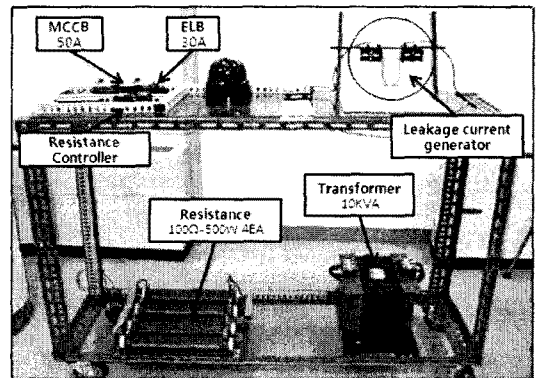 MCCB
50A
ELB
30A
Resistance
Controller
Leakage current
generator
Resistance
100Ω-500W 4EA
Transformer
10KVA